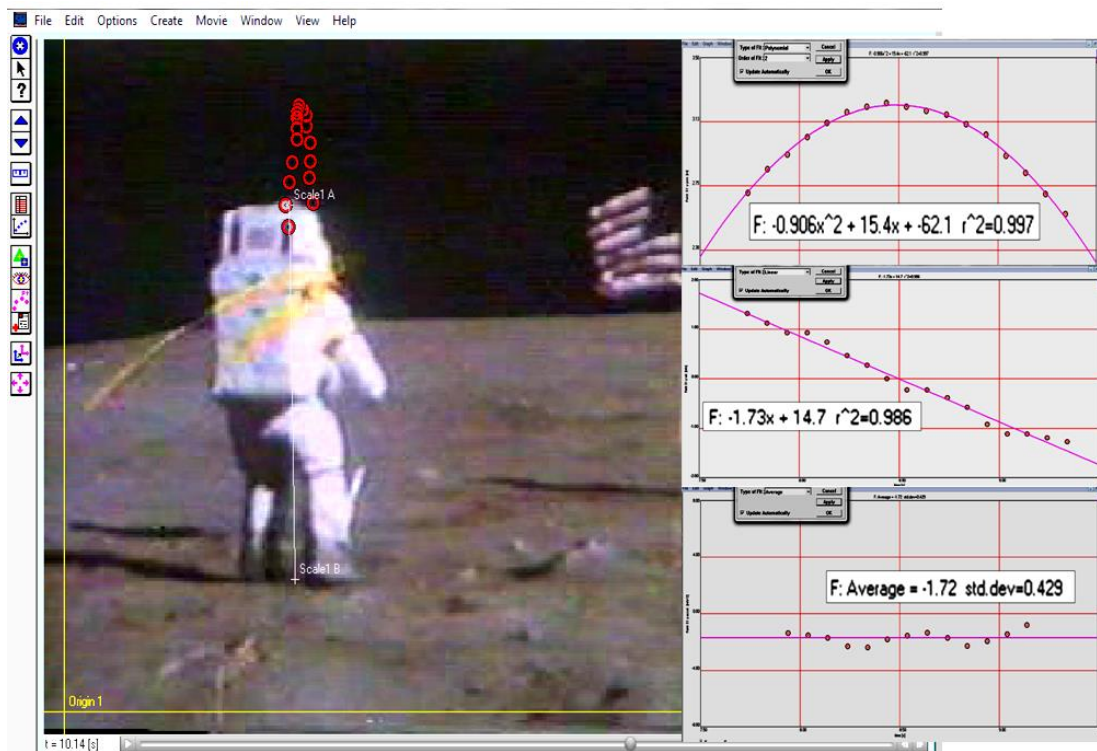 File Edit Options Create Movie Window View Help
Scale1 A
Scale1 B
Origin 1
t = 10.14 [s]
Type of Fit: Polynomial Cancel
Order of Fit: 2 Apply
Update Automatically OK
F: -0.906x^2 + 15.4x + -62.1 r^2=0.997
Type of Fit: Linear Cancel
Apply
Update Automatically OK
F: -1.73x + 14.7 r^2=0.986
Type of Fit: Average Cancel
Apply
Update Automatically OK
F: Average = -1.72 std.dev=0.429